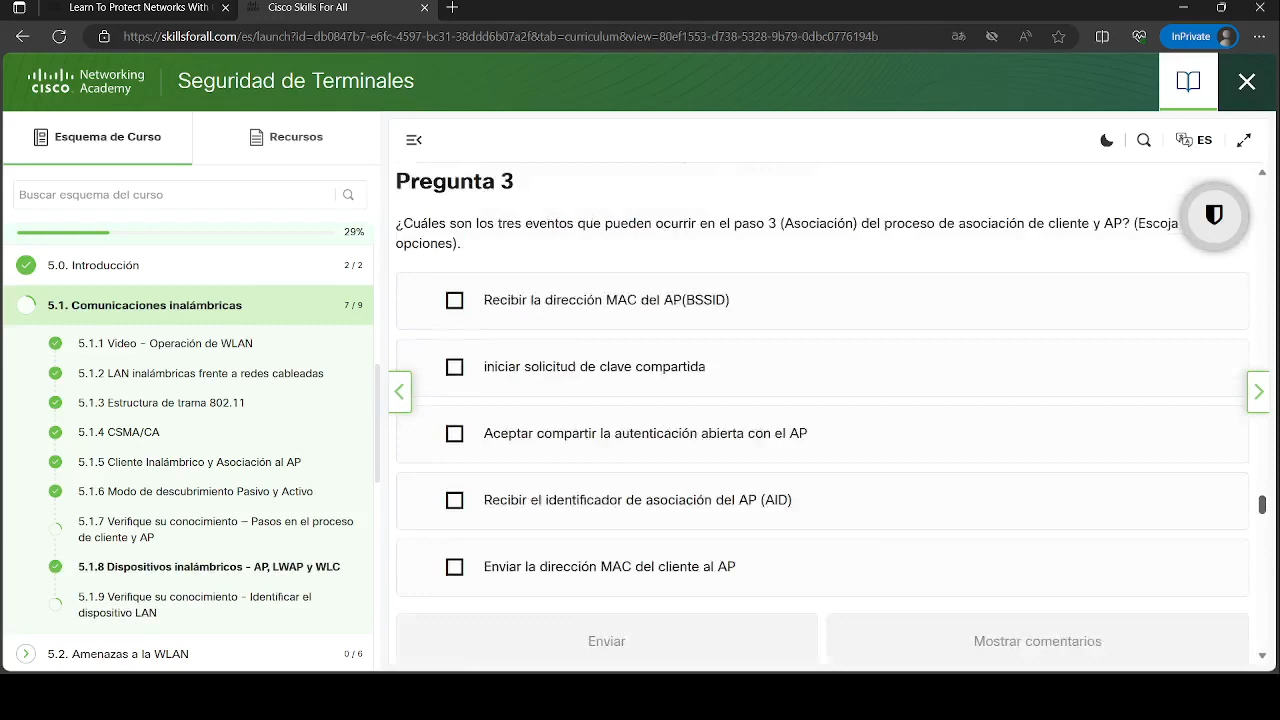 Learn To Protect Networks With
Cisco Skills For All
https://skillsforall.com/es/launch?id=db0847b7-e6fc-4597-bc31-38ddd6b07a2f&tab=curriculum&view=80ef1553-d738-5328-9b79-0dbc0776194b
InPrivate
Networking
CISCO Academy
Seguridad de Terminales
Esquema de Curso
Recursos
ES
Buscar esquema del curso
29%
5.0. Introducción
2 / 2
5.1. Comunicaciones inalámbricas
7 / 9
5.1.1 Video - Operación de WLAN
5.1.2 LAN inalámbricas frente a redes cableadas
5.1.3 Estructura de trama 802.11
5.1.4 CSMA/CA
5.1.5 Cliente Inalámbrico y Asociación al AP
5.1.6 Modo de descubrimiento Pasivo y Activo
5.1.7 Verifique su conocimiento – Pasos en el proceso
de cliente y AP
5.1.8 Dispositivos inalámbricos - AP, LWAP y WLC
5.1.9 Verifique su conocimiento - Identificar el
dispositivo LAN
5.2. Amenazas a la WLAN
0 / 6
Pregunta 3
¿Cuáles son los tres eventos que pueden ocurrir en el paso 3 (Asociación) del proceso de asociación de cliente y AP? (Escoja
opciones).
Recibir la dirección MAC del AP(BSSID)
iniciar solicitud de clave compartida
Aceptar compartir la autenticación abierta con el AP
Recibir el identificador de asociación del AP (AID)
Enviar la dirección MAC del cliente al AP
Enviar
Mostrar comentarios